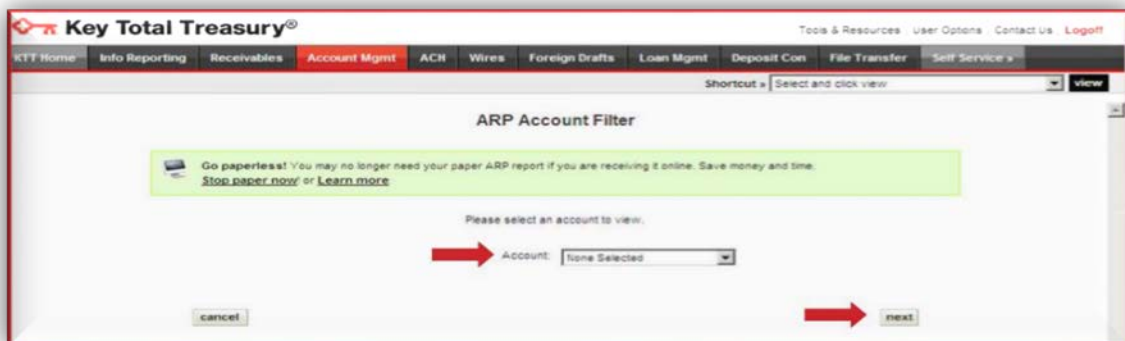 Key Total Treasury®
Tools & Resources User Options Contact Us Logoff
KTT Home Info Reporting Receivables Account Mgmt ACH Wires Foreign Drafts Loan Mgmt Deposit Con File Transfer Self Service »
Shortcut » Select and click view view
ARP Account Filter
Go paperless! You may no longer need your paper ARP report if you are receiving it online. Save money and time.
Stop paper now! or Learn more
Please select an account to view.
Account: None Selected
cancel next